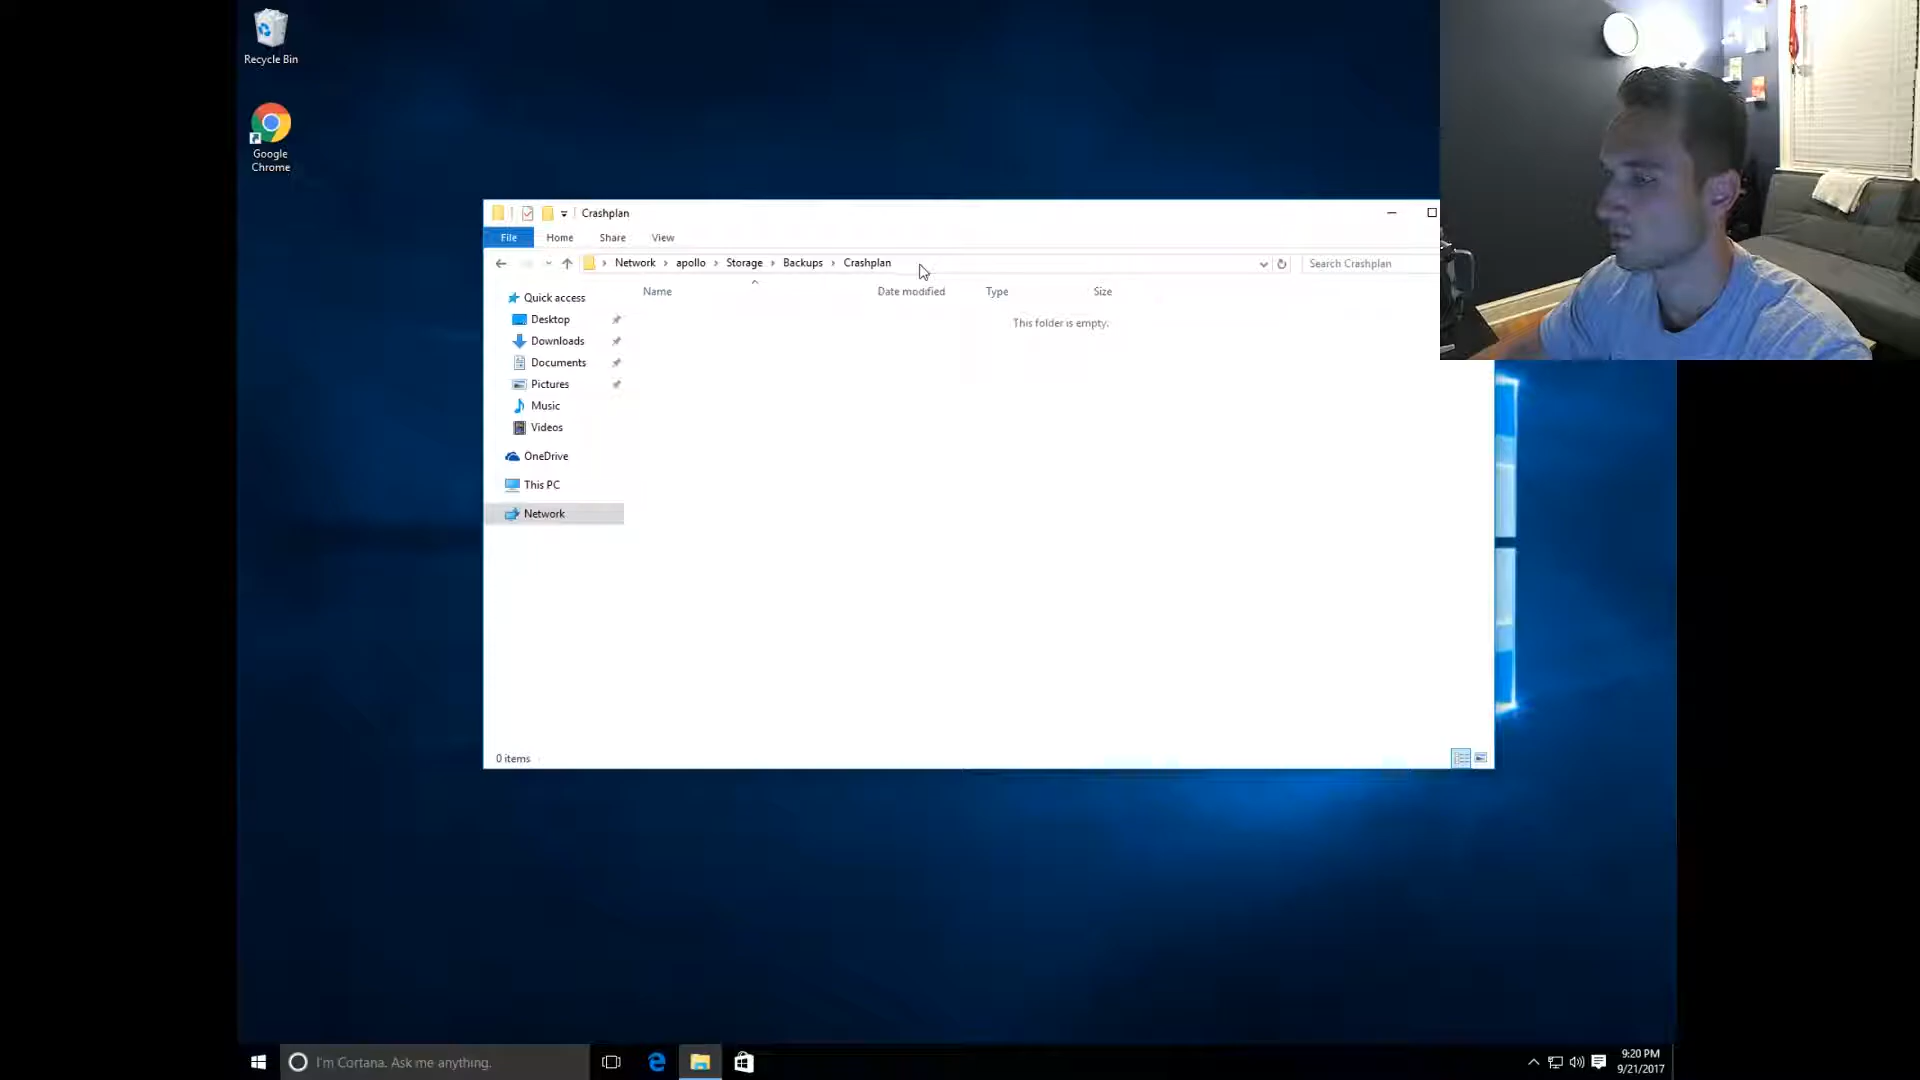 Recycle Bin
Google
Chrome
Crashplan
File Home Share View
Network apollo Storage Backups Crashplan
Search Crashplan
Name Date modified Type Size
This folder is empty.
Quick access
Desktop
Downloads
Documents
Pictures
Music
Videos
OneDrive
This PC
Network
0 items
I'm Cortana. Ask me anything.
9:20 PM
9/21/2017